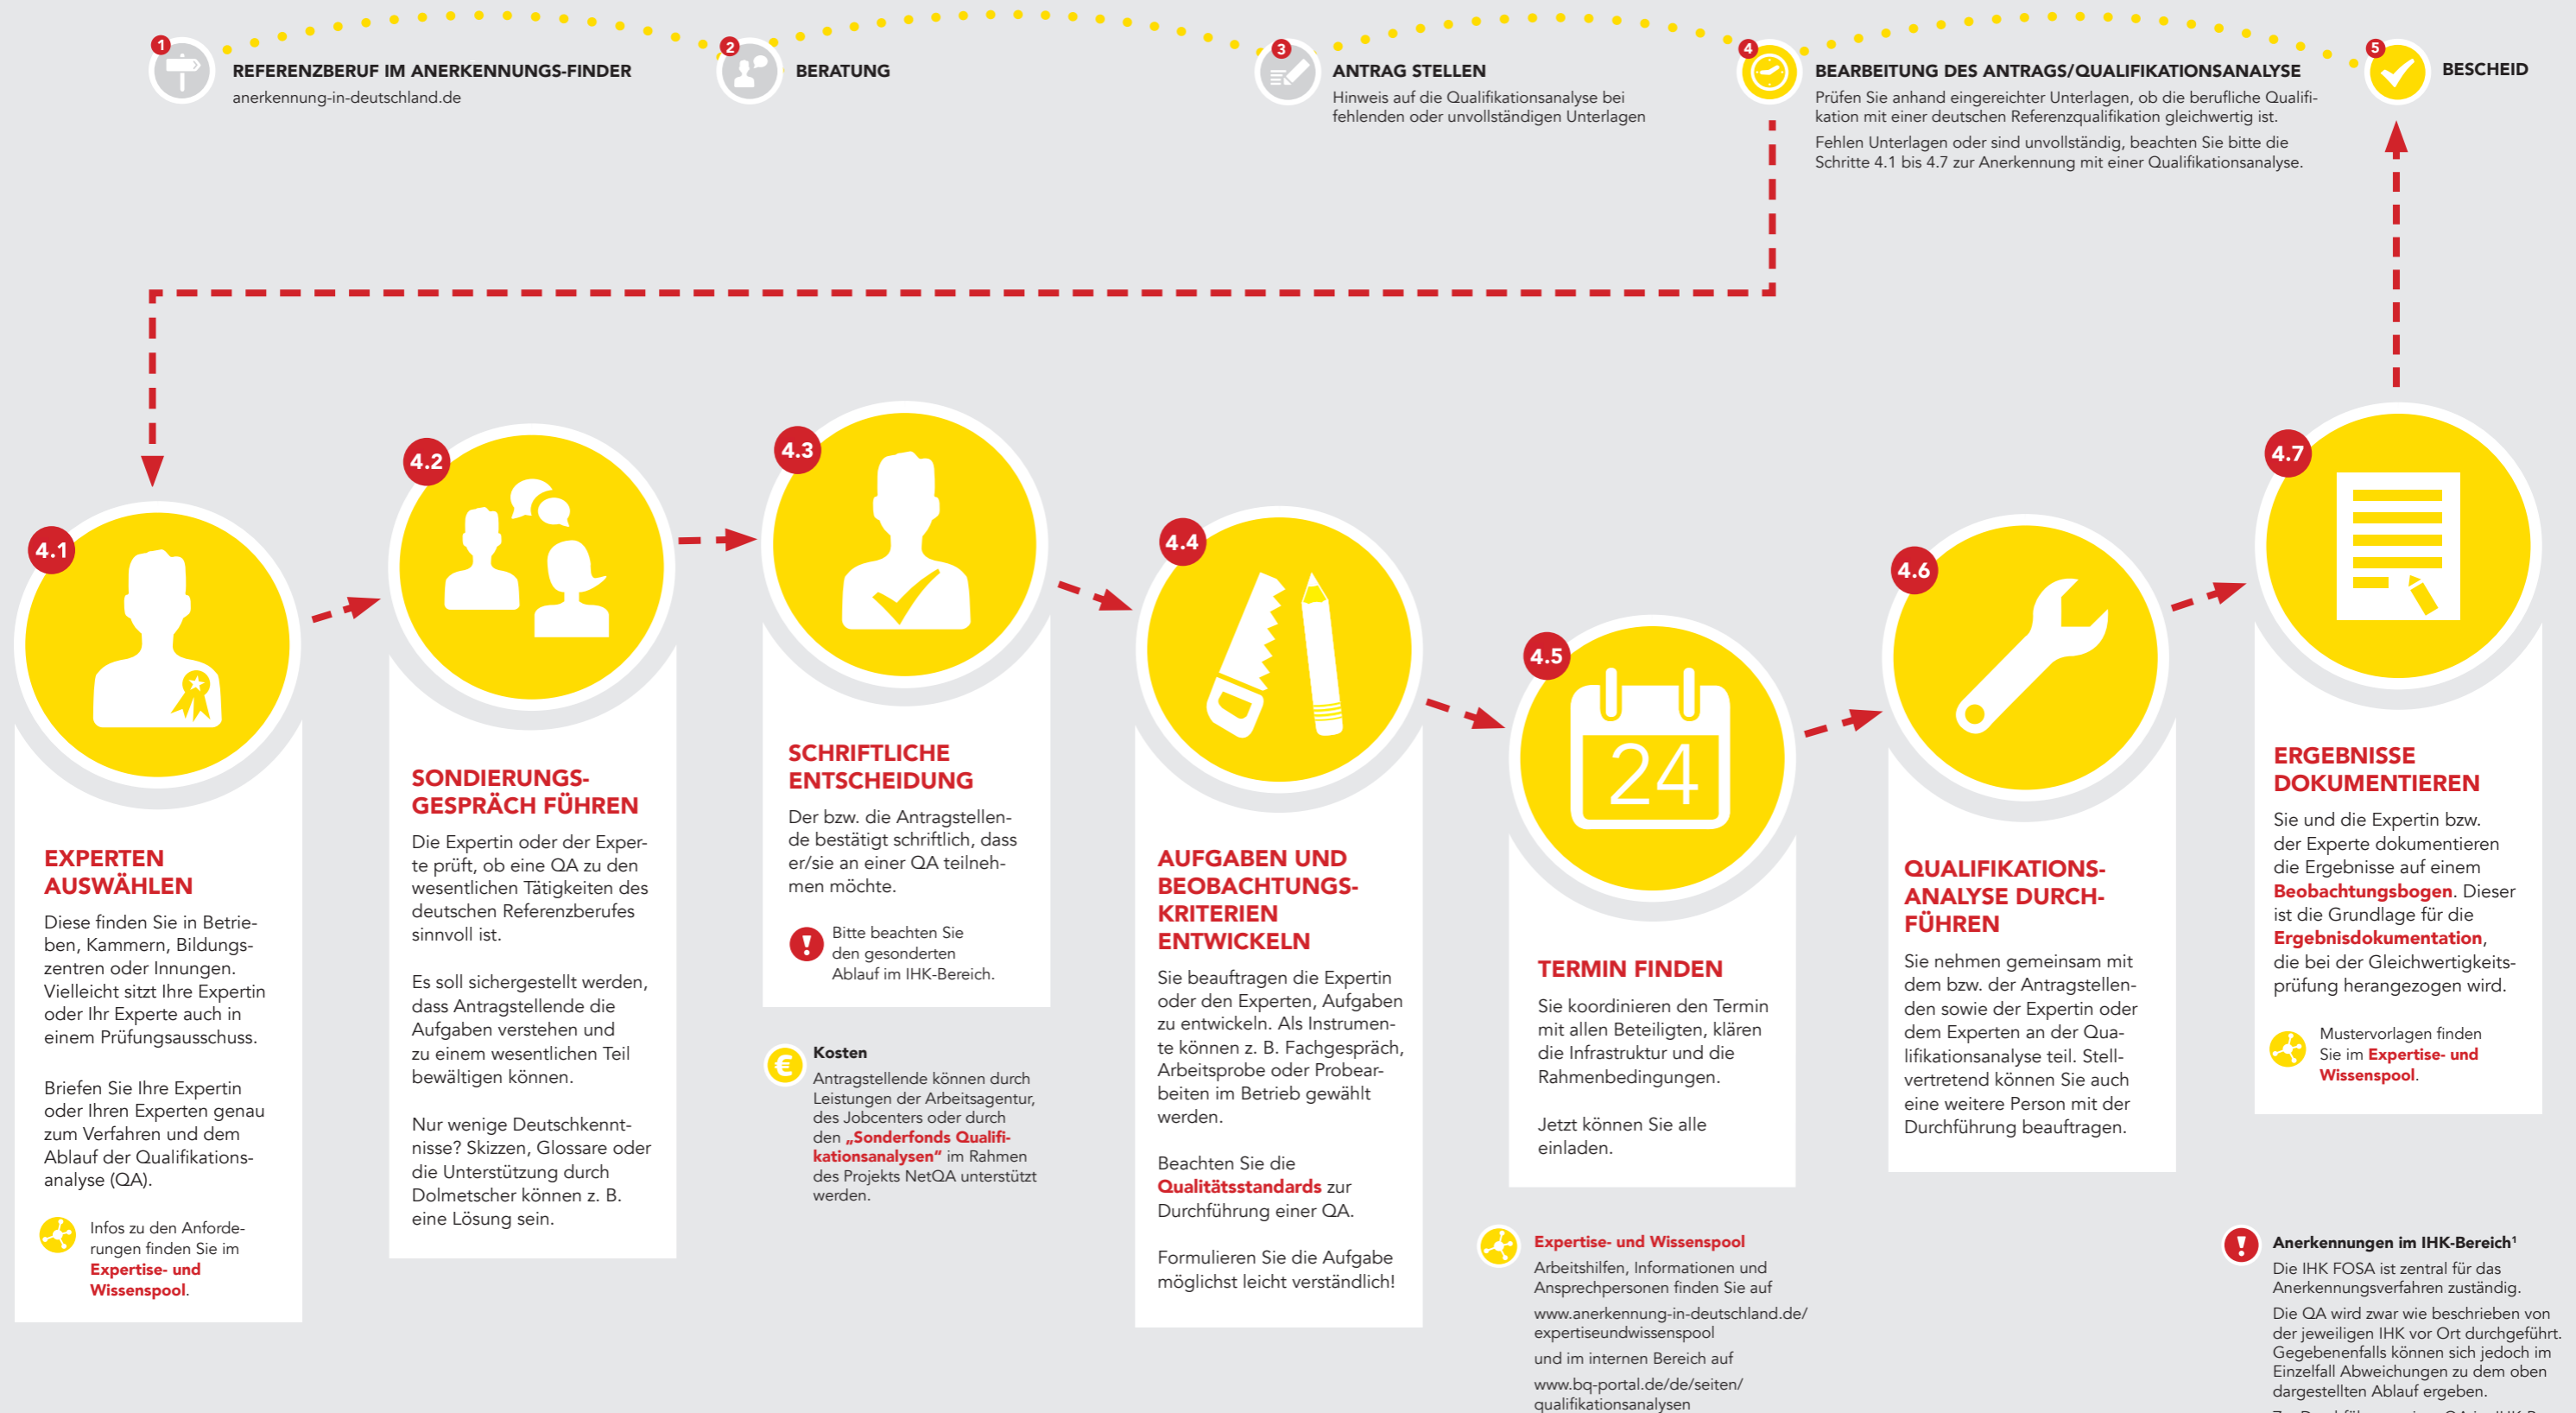 1
REFERENZBERUF IM ANERKENNUNGS-FINDER
anerkennung-in-deutschland.de
2
BERATUNG
3
ANTRAG STELLEN
Hinweis auf die Qualifikationsanalyse bei
fehlenden oder unvollständigen Unterlagen
4
BEARBEITUNG DES ANTRAGS/QUALIFIKATIONSANALYSE
Prüfen Sie anhand eingereichter Unterlagen, ob die berufliche Qualifi-
kation mit einer deutschen Referenzqualifikation gleichwertig ist.
Fehlen Unterlagen oder sind unvollständig, beachten Sie bitte die
Schritte 4.1 bis 4.7 zur Anerkennung mit einer Qualifikationsanalyse.
5
BESCHEID
4.1
EXPERTEN
AUSWÄHLEN
Diese finden Sie in Betrie-
ben, Kammern, Bildungs-
zentren oder Innungen.
Vielleicht sitzt Ihre Expertin
oder Ihr Experte auch in
einem Prüfungsausschuss.
Briefen Sie Ihre Expertin
oder Ihren Experten genau
zum Verfahren und dem
Ablauf der Qualifikations-
analyse (QA).
Infos zu den Anforde-
rungen finden Sie im
Expertise- und
Wissenspool.
4.2
SONDIERUNGS-
GESPRÄCH FÜHREN
Die Expertin oder der Exper-
te prüft, ob eine QA zu den
wesentlichen Tätigkeiten des
deutschen Referenzberufes
sinnvoll ist.
Es soll sichergestellt werden,
dass Antragstellende die
Aufgaben verstehen und
zu einem wesentlichen Teil
bewältigen können.
Nur wenige Deutschkennt-
nisse? Skizzen, Glossare oder
die Unterstützung durch
Dolmetscher können z. B.
eine Lösung sein.
4.3
SCHRIFTLICHE
ENTSCHEIDUNG
Der bzw. die Antragstellen-
de bestätigt schriftlich, dass
er/sie an einer QA teilneh-
men möchte.
!
Bitte beachten Sie
den gesonderten
Ablauf im IHK-Bereich.
€
Kosten
Antragstellende können durch
Leistungen der Arbeitsagentur,
des Jobcenters oder durch
den „Sonderfonds Qualifi-
kationsanalysen“ im Rahmen
des Projekts NetQA unterstützt
werden.
4.4
AUFGABEN UND
BEOBACHTUNGS-
KRITERIEN
ENTWICKELN
Sie beauftragen die Expertin
oder den Experten, Aufgaben
zu entwickeln. Als Instrumen-
te können z. B. Fachgespräch,
Arbeitsprobe oder Probear-
beiten im Betrieb gewählt
werden.
Beachten Sie die
Qualitätsstandards zur
Durchführung einer QA.
Formulieren Sie die Aufgabe
möglichst leicht verständlich!
4.5
24
TERMIN FINDEN
Sie koordinieren den Termin
mit allen Beteiligten, klären
die Infrastruktur und die
Rahmenbedingungen.
Jetzt können Sie alle
einladen.
Expertise- und Wissenspool
Arbeitshilfen, Informationen und
Ansprechpersonen finden Sie auf
www.anerkennung-in-deutschland.de/
expertiseundwissenspool
und im internen Bereich auf
www.bq-portal.de/de/seiten/
qualifikationsanalysen
4.6
QUALIFIKATIONS-
ANALYSE DURCH-
FÜHREN
Sie nehmen gemeinsam mit
dem bzw. der Antragstellen-
den sowie der Expertin oder
dem Experten an der Qua-
lifikationsanalyse teil. Stell-
vertretend können Sie auch
eine weitere Person mit der
Durchführung beauftragen.
4.7
ERGEBNISSE
DOKUMENTIEREN
Sie und die Expertin bzw.
der Experte dokumentieren
die Ergebnisse auf einem
Beobachtungsbogen. Dieser
ist die Grundlage für die
Ergebnisdokumentation,
die bei der Gleichwertigkeits-
prüfung herangezogen wird.
Mustervorlagen finden
Sie im Expertise- und
Wissenspool.
!
Anerkennungen im IHK-Bereich¹
Die IHK FOSA ist zentral für das
Anerkennungsverfahren zuständig.
Die QA wird zwar wie beschrieben von
der jeweiligen IHK vor Ort durchgeführt.
Gegebenenfalls können sich jedoch im
Einzelfall Abweichungen zu dem oben
dargestellten Ablauf ergeben.